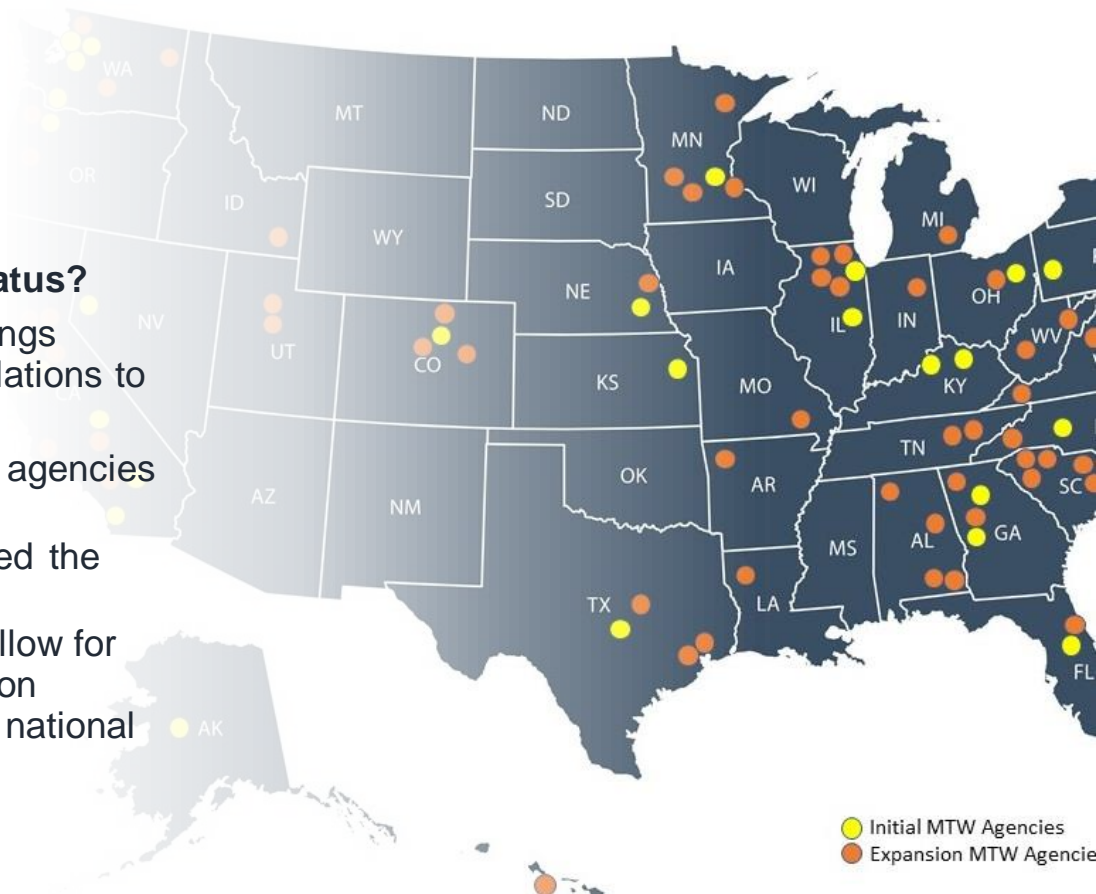 atus?
ngs
lations to
agencies
ed the
llow for
on
national
WA
MT
ND
MN
OR
ID
SD
WI
MI
WY
IA
NE
NV
UT
CO
IL
IN
OH
WV
KS
MO
KY
CA
TN
AZ
NM
OK
AR
SC
MS
AL
GA
TX
LA
FL
AK
Initial MTW Agencies
Expansion MTW Agencie